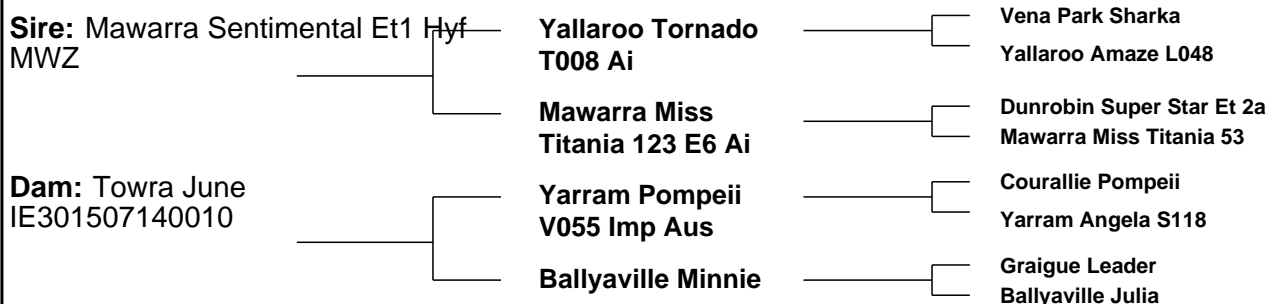 Sire: Mawarra Sentimental Et1 Hyf
MWZ
Yallaroo Tornado
T008 Ai
Vena Park Sharka
Yallaroo Amaze L048
Mawarra Miss
Titania 123 E6 Ai
Dunrobin Super Star Et 2a
Mawarra Miss Titania 53
Dam: Towra June
IE301507140010
Yarram Pompeii
V055 Imp Aus
Courallie Pompeii
Yarram Angela S118
Ballyaville Minnie
Graigue Leader
Ballyaville Julia